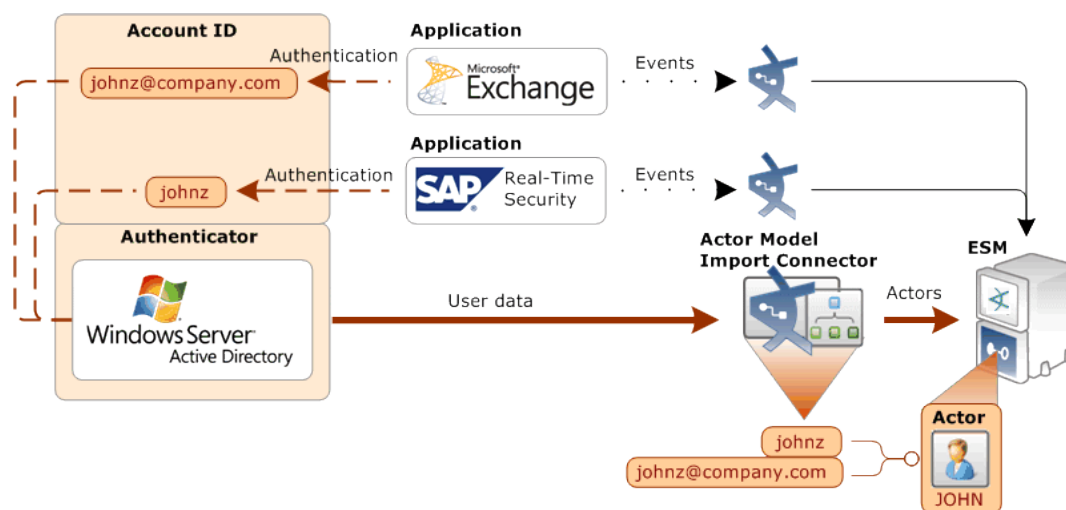 Account ID
johnz@company.com
Authentication
Application
Microsoft®
Exchange
Events
Application
Authentication
johnz
SAP®
Real-Time
Security
Events
Authenticator
Windows Server®
Active Directory
User data
Actor Model
Import Connector
Actors
ESM
johnz
johnz@company.com
Actor
JOHN